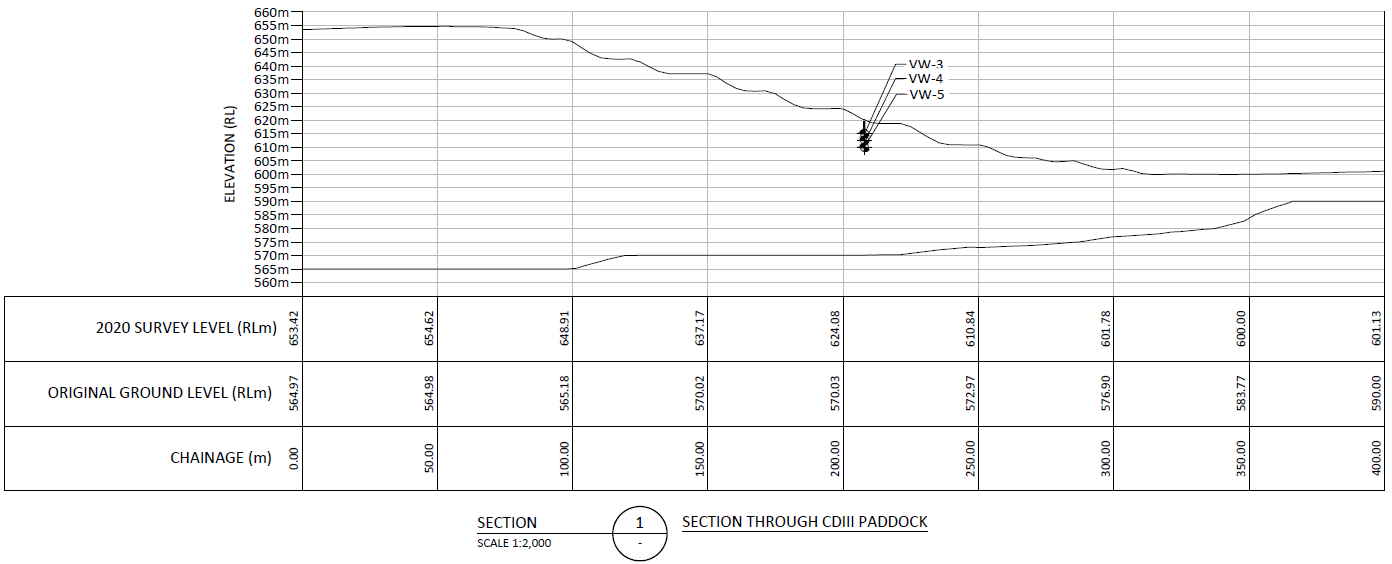 660m
655m
650m
645m
640m
635m
630m
625m
620m
615m
610m
605m
600m
595m
590m
585m
580m
575m
570m
565m
560m
ELEVATION (RL)
VW-3
VW-4
VW-5
2020 SURVEY LEVEL (RLm) 653.42 654.62 648.91 637.17 624.08 610.84 601.78 600.00 601.13
ORIGINAL GROUND LEVEL (RLm) 564.97 564.98 565.18 570.02 570.03 572.97 576.90 583.77 590.00
CHAINAGE (m) 0.00 50.00 100.00 150.00 200.00 250.00 300.00 350.00 400.00
SECTION 1 SECTION THROUGH CDIII PADDOCK
SCALE 1:2,000 -